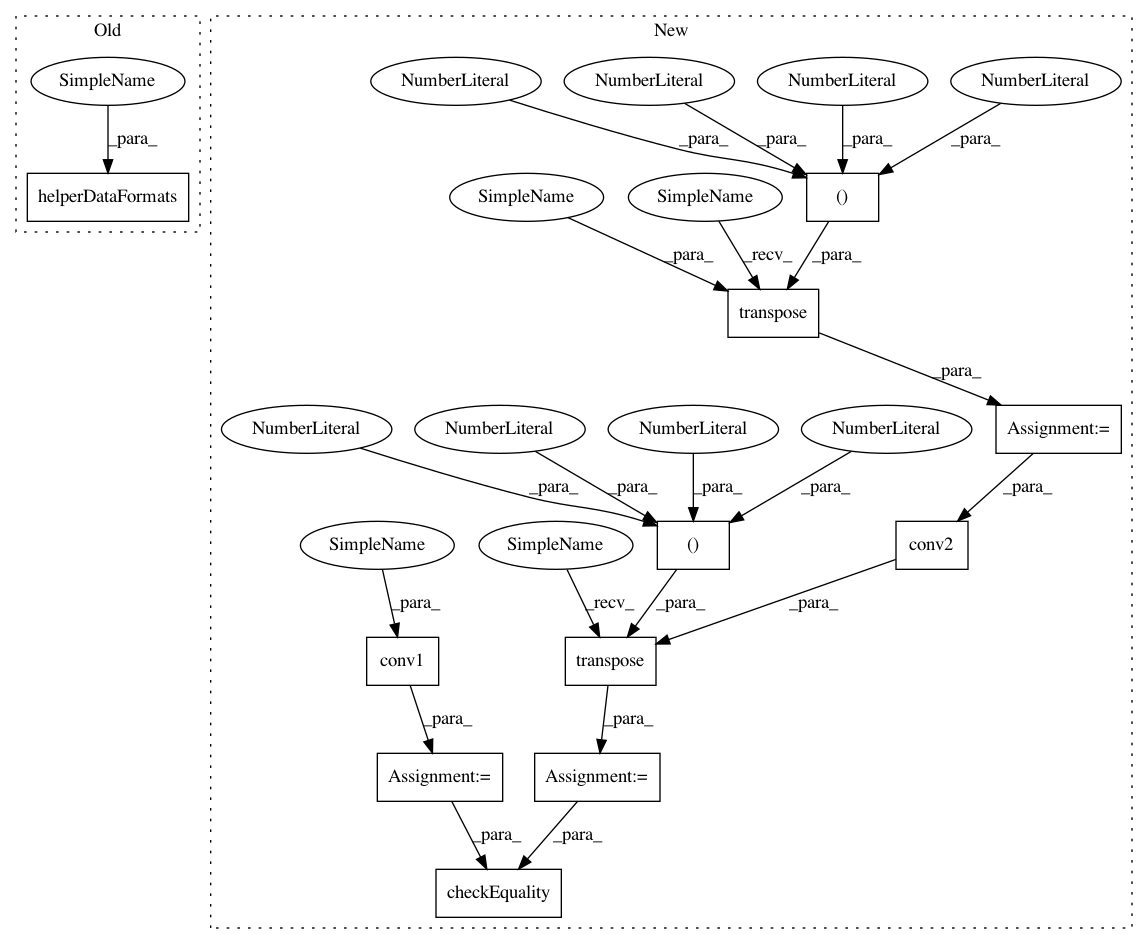 Old
New
SimpleName
NumberLiteral
NumberLiteral
NumberLiteral
NumberLiteral
_para_
_para_
_para_
_para_
_para_
helperDataFormats
SimpleName
SimpleName
()
_para_
_recv_
_para_
transpose
_para_
NumberLiteral
NumberLiteral
NumberLiteral
NumberLiteral
Assignment:=
_para_
_para_
_para_
_para_
_para_
SimpleName
SimpleName
()
conv2
_para_
_recv_
_para_
_para_
conv1
transpose
_para_
_para_
Assignment:=
Assignment:=
_para_
_para_
checkEquality